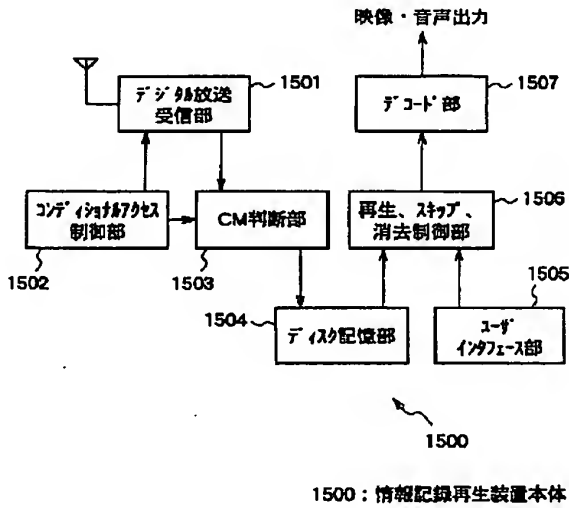 映像・音声出力
デジタル放送
受信部
1501
デコード部
1507
コンディショナルアクセス
制御部
1502
CM判断部
1503
再生、スキップ、
消去制御部
1506
1504
ディスク記憶部
1505
ユーザ
インタフェース部
1500
1500：情報記録再生装置本体